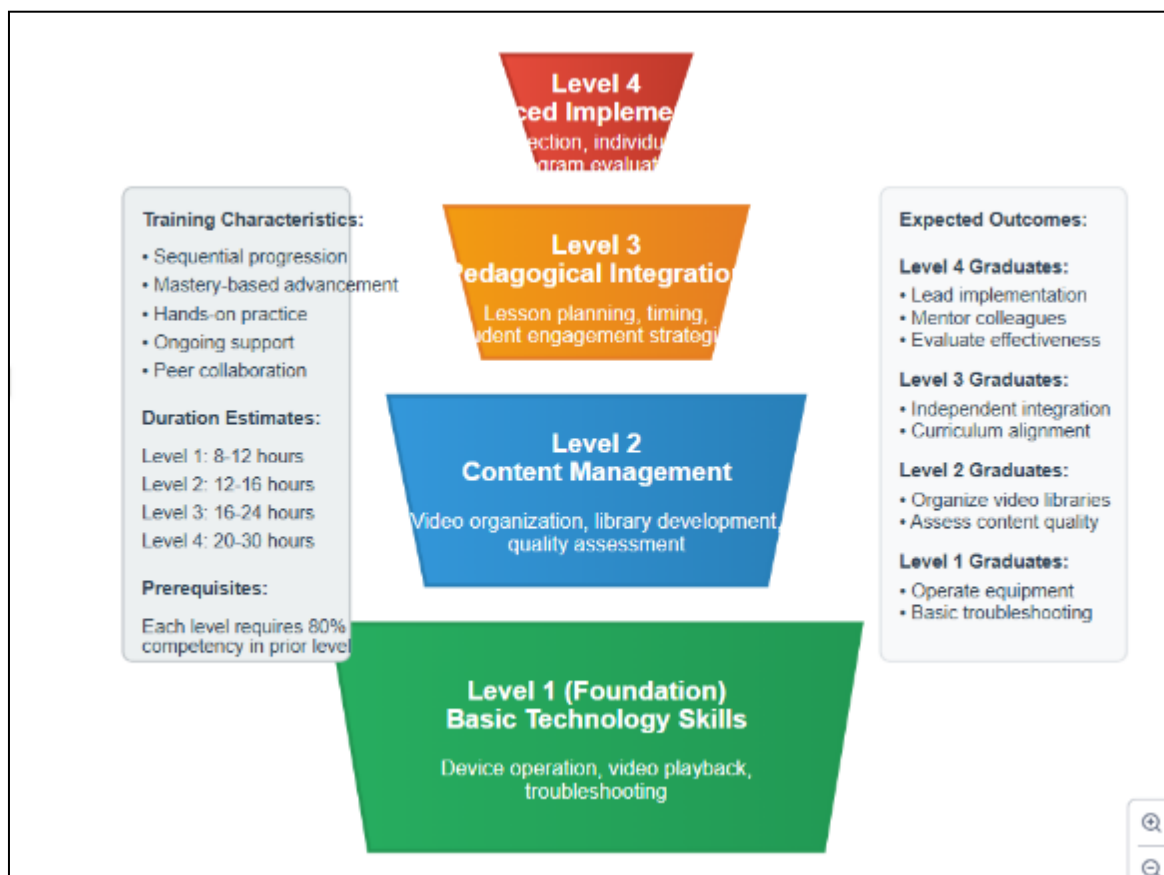 Level 4
Level 3
Pedagogical Integration
Lesson planning, timing,
engagement
Level 2
Content Management
Video organization, library development,
quality assessment
Level 1 (Foundation)
Basic Technology Skills
Device operation, video playback,
troubleshooting
Training Characteristics:
• Sequential progression
• Mastery-based advancement
• Hands-on practice
• Ongoing support
• Peer collaboration
Duration Estimates:
Level 1: 8-12 hours
Level 2: 12-16 hours
Level 3: 16-24 hours
Level 4: 20-30 hours
Prerequisites:
Each level requires 80%
competency in prior level
Expected Outcomes:
Level 4 Graduates:
• Lead implementation
• Mentor colleagues
• Evaluate effectiveness
Level 3 Graduates:
• Independent integration
• Curriculum alignment
Level 2 Graduates:
• Organize video libraries
• Assess content quality
Level 1 Graduates:
• Operate equipment
• Basic troubleshooting